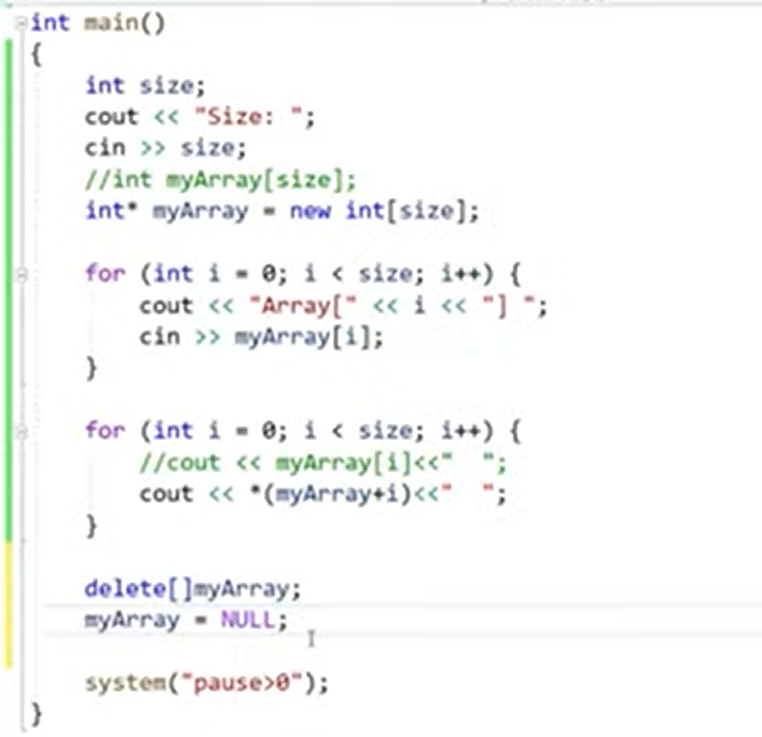 int main()
{
    int size;
    cout << "Size: ";
    cin >> size;
    //int myArray[size];
    int* myArray = new int[size];
    for (int i = 0; i < size; i++) {
        cout << "Array[" << i << "] ";
        cin >> myArray[i];
    }
    for (int i = 0; i < size; i++) {
        //cout << myArray[i]<<"  ";
        cout << *(myArray+i)<<"  ";
    }
    delete[]myArray;
    myArray = NULL;
    system("pause>0");
}